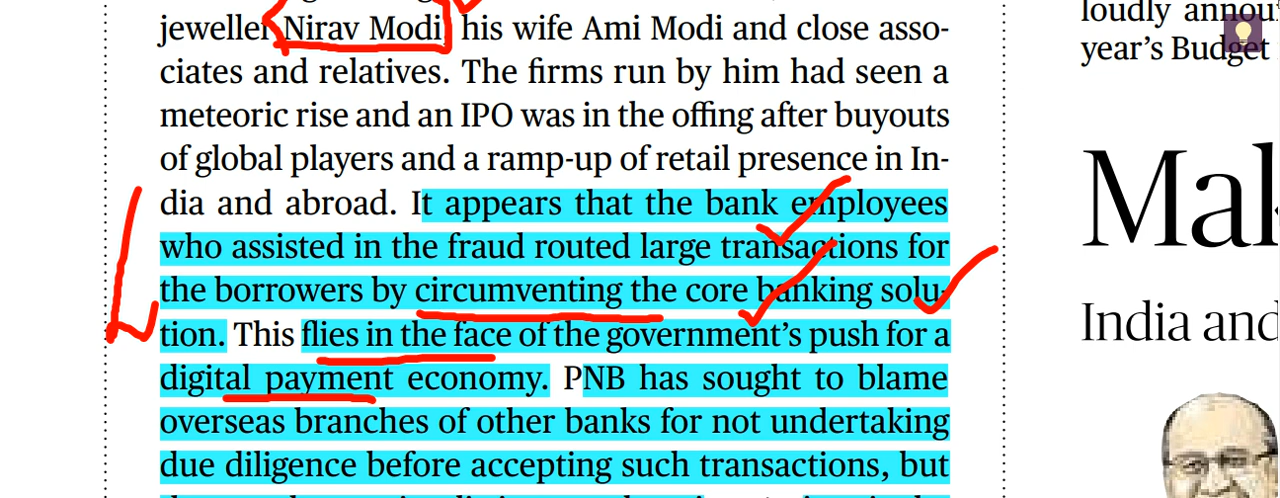 jeweller Nirav Modi, his wife Ami Modi and close asso-
ciates and relatives. The firms run by him had seen a
meteoric rise and an IPO was in the offing after buyouts
of global players and a ramp-up of retail presence in In-
dia and abroad. It appears that the bank employees
who assisted in the fraud routed large transactions for
the borrowers by circumventing the core banking solu-
tion. This flies in the face of the government's push for a
digital payment economy. PNB has sought to blame
overseas branches of other banks for not undertaking
due diligence before accepting such transactions, but
loudly annou
year's Budget
Mak
India and